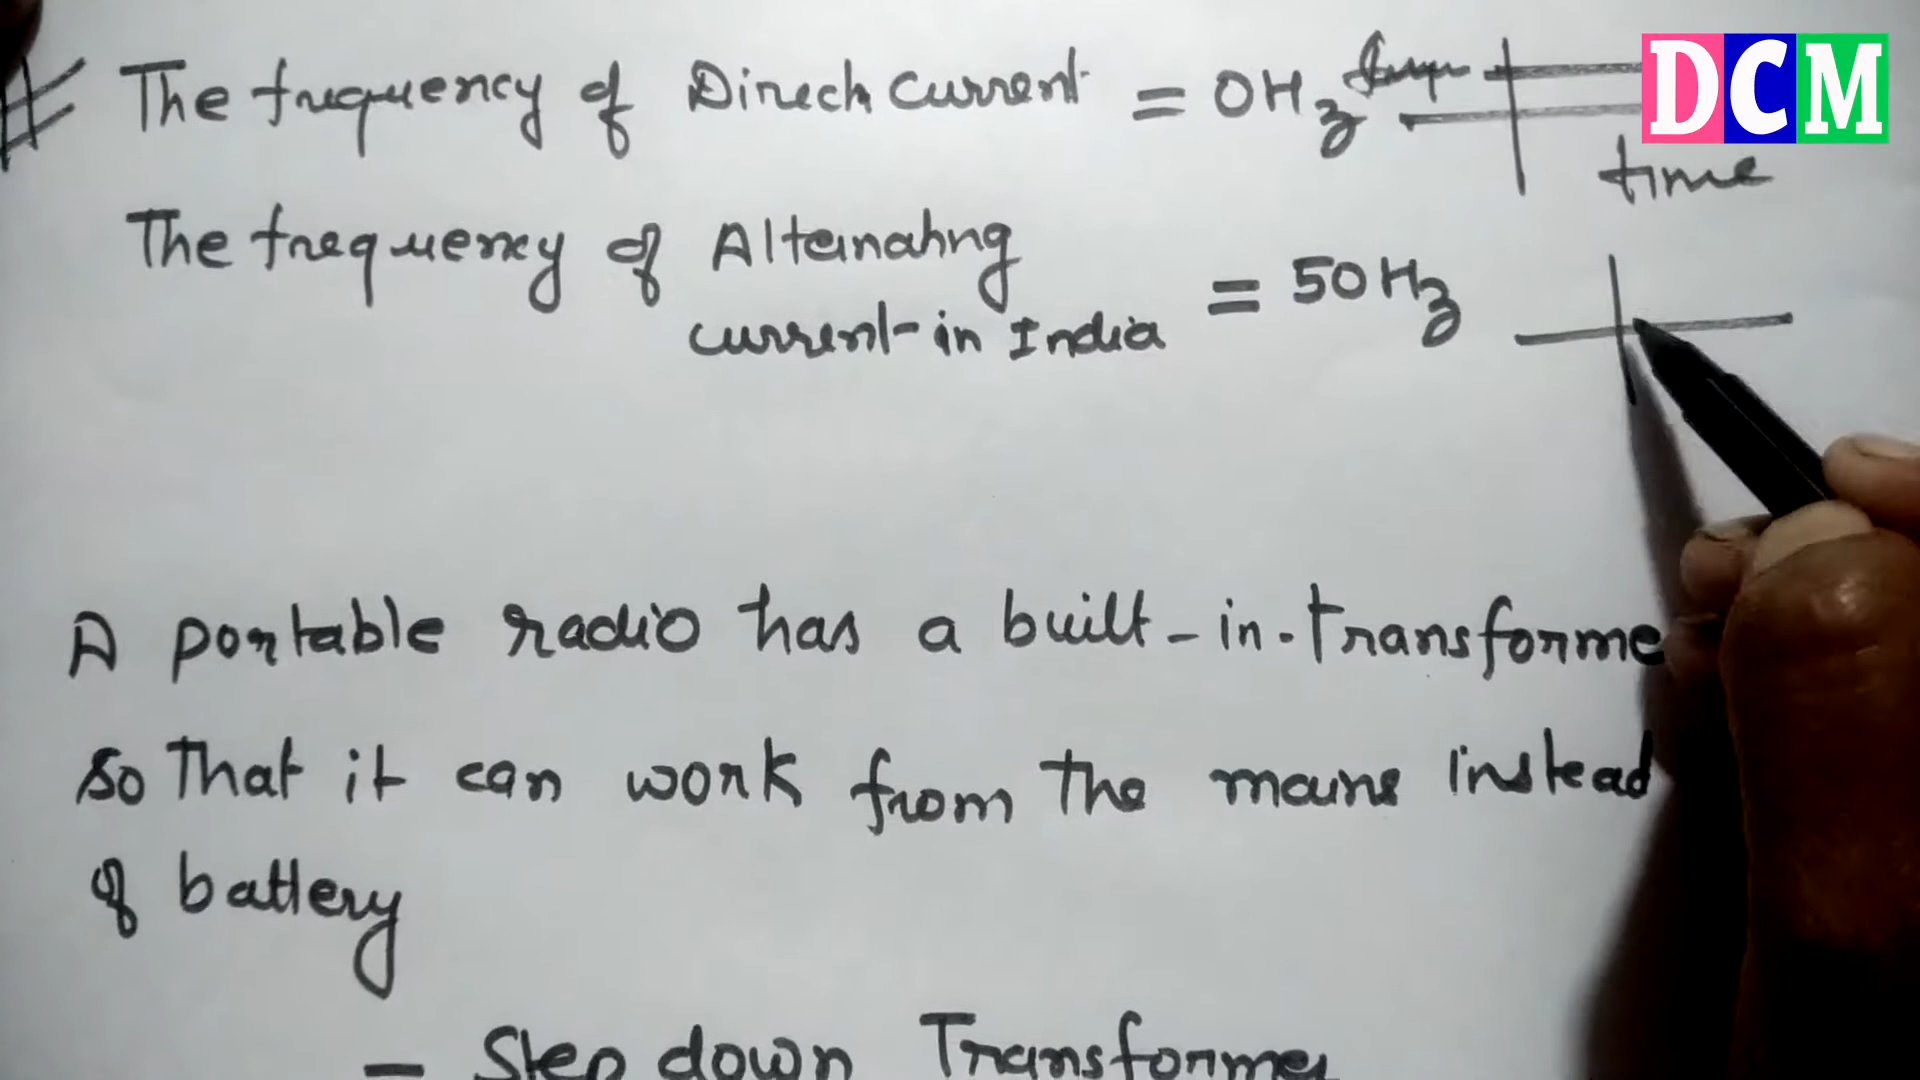 The frequency of Direct Current = 0Hz
time
The frequency of Alternating
current in India = 50Hz
A portable radio has a built-in-transforme
so that it can work from the mains instead
of battery
- Step down Transformer
DCM